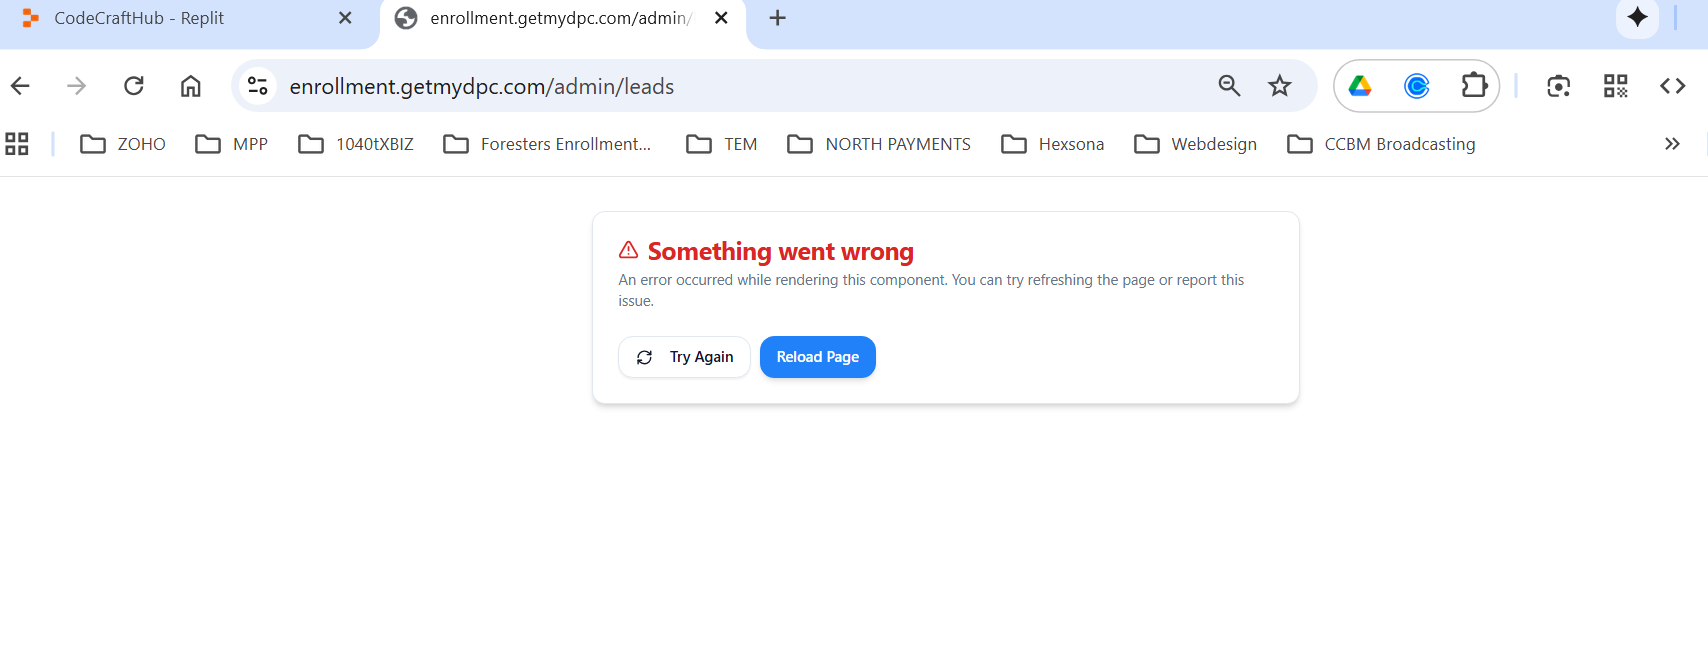 CodeCraftHub - Replit
enrollment.getmydpc.com/admin/
enrollment.getmydpc.com/admin/leads
ZOHO
MPP
1040tXBIZ
Foresters Enrollment...
TEM
NORTH PAYMENTS
Hexsona
Webdesign
CCBM Broadcasting
Something went wrong
An error occurred while rendering this component. You can try refreshing the page or report this
issue.
Try Again
Reload Page